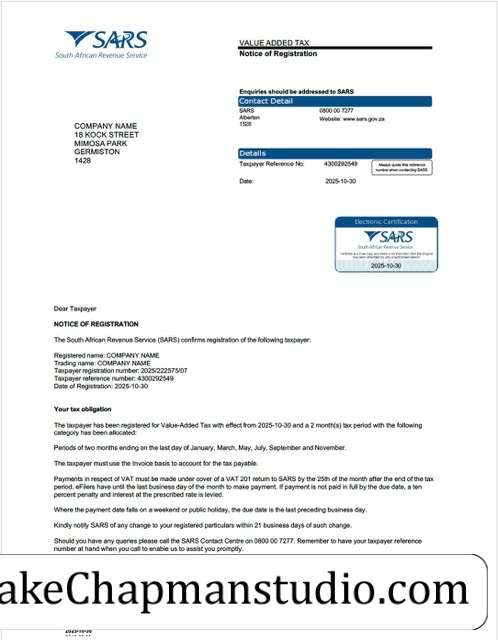 SARS
South African Revenue Service
VALUE ADDED TAX
Notice of Registration
Enquiries should be addressed to SARS
Contact Detail
SARS 0800 00 7277
Alberton Website: www.sars.gov.za
1528
COMPANY NAME
18 KOCK STREET
MIMOSA PARK
GERMISTON
1428
Details
Taxpayer Reference No: 4300292549
Always quote this reference
number when contacting SARS
Date: 2025-10-30
Electronic Certification
SARS
South African Revenue Service
2025-10-30
Dear Taxpayer
NOTICE OF REGISTRATION
The South African Revenue Service (SARS) confirms registration of the following taxpayer:
Registered name: COMPANY NAME
Trading name: COMPANY NAME
Taxpayer registration number: 2025/222575/07
Taxpayer reference number: 4300292549
Date of Registration: 2025-10-30
Your tax obligation
The taxpayer has been registered for Value-Added Tax with effect from 2025-10-30 and a 2 month(s) tax period with the following
category has been allocated:
Periods of two months ending on the last day of January, March, May, July, September and November.
The taxpayer must use the Invoice basis to account for the tax payable.
Payments in respect of VAT must be made under cover of a VAT 201 return to SARS by the 25th of the month after the end of the tax
period. eFilers have until the last business day of the month to make payment. If payment is not paid in full by the due date, a ten
percent penalty and interest at the prescribed rate is levied.
Where the payment date falls on a weekend or public holiday, the due date is the last preceding business day.
Kindly notify SARS of any change to your registered particulars within 21 business days of such change.
Should you have any queries please call the SARS Contact Centre on 0800 00 7277. Remember to have your taxpayer reference
number at hand when you call to enable us to assist you promptly.
akeChapmanstudio.com